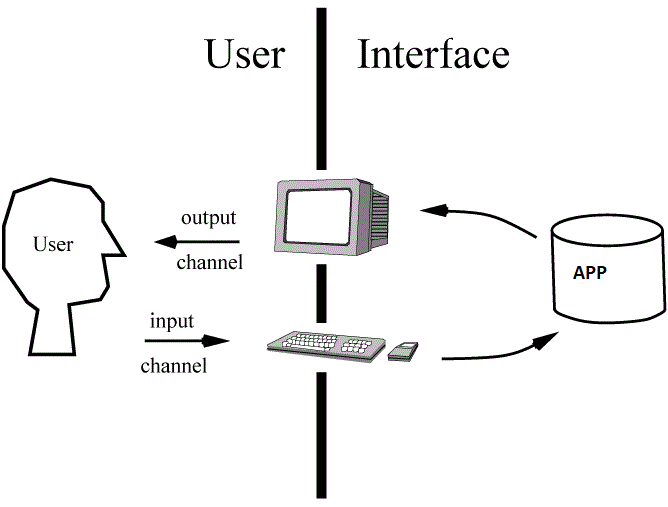 User Interface
output
channel
User
APP
input
channel